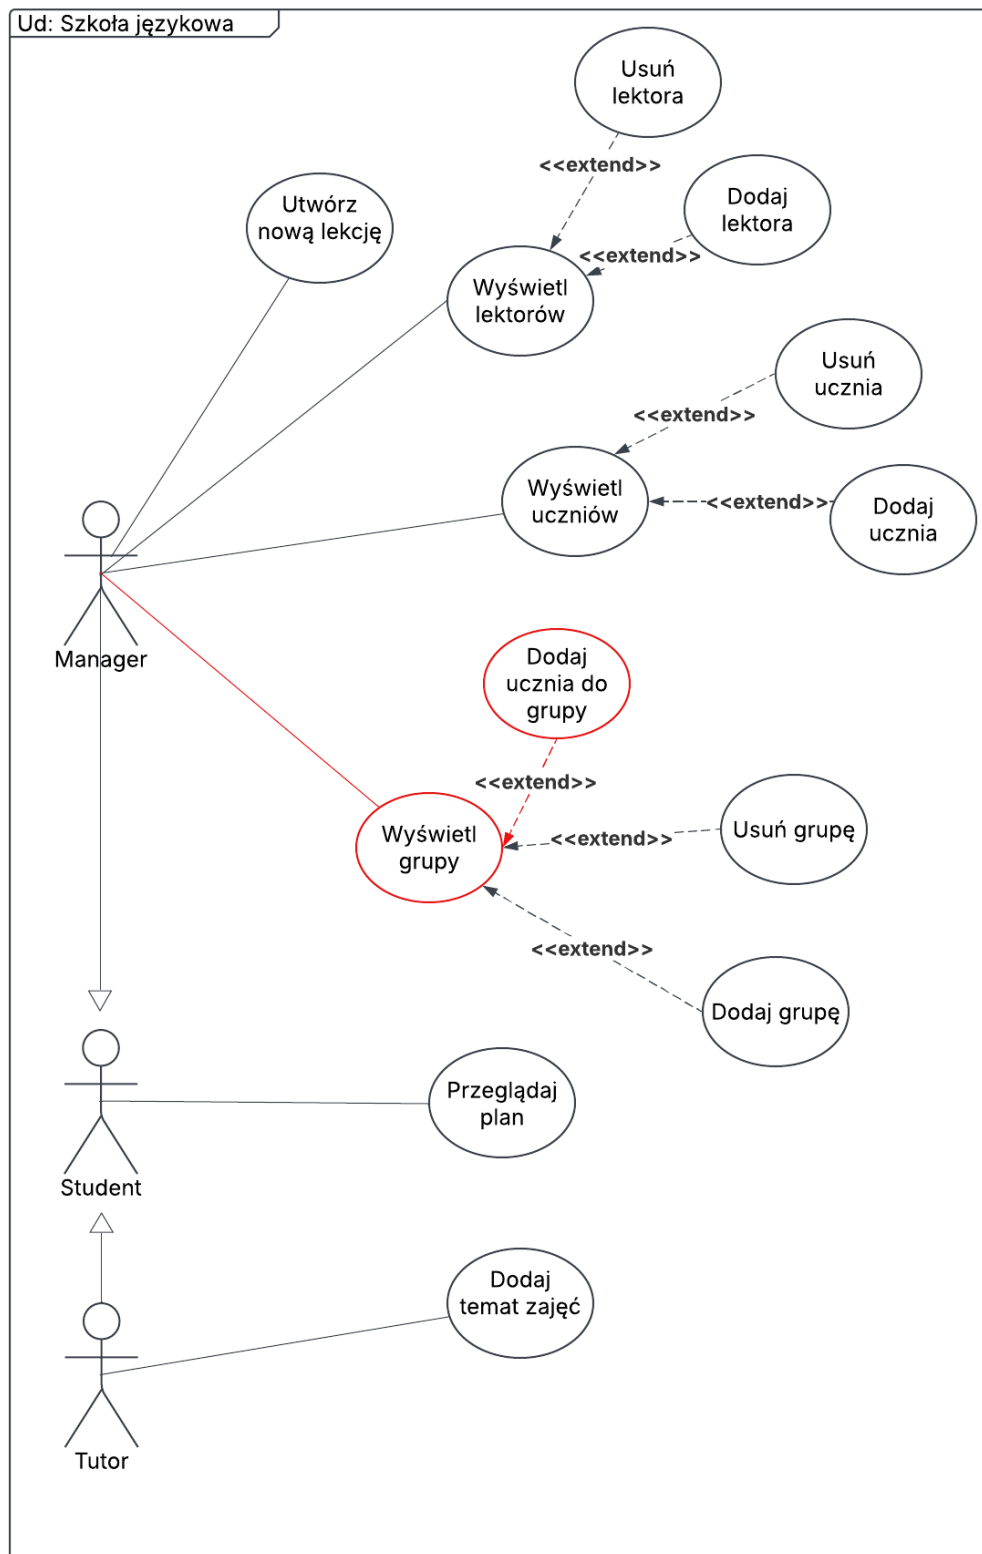 Ud: Szkoła językowa
Usuń
lektora
<<extend>>
Dodaj
lektora
<<extend>>
Utwórz
nową lekcję
Wyświetl
lektorów
Usuń
ucznia
<<extend>>
Wyświetl
uczniów
<<extend>>
Dodaj
ucznia
Manager
Dodaj
ucznia do
grupy
<<extend>>
Wyświetl
grupy
<<extend>>
Usuń grupę
<<extend>>
Dodaj grupę
Przeglądaj
plan
Student
Dodaj
temat zajęć
Tutor